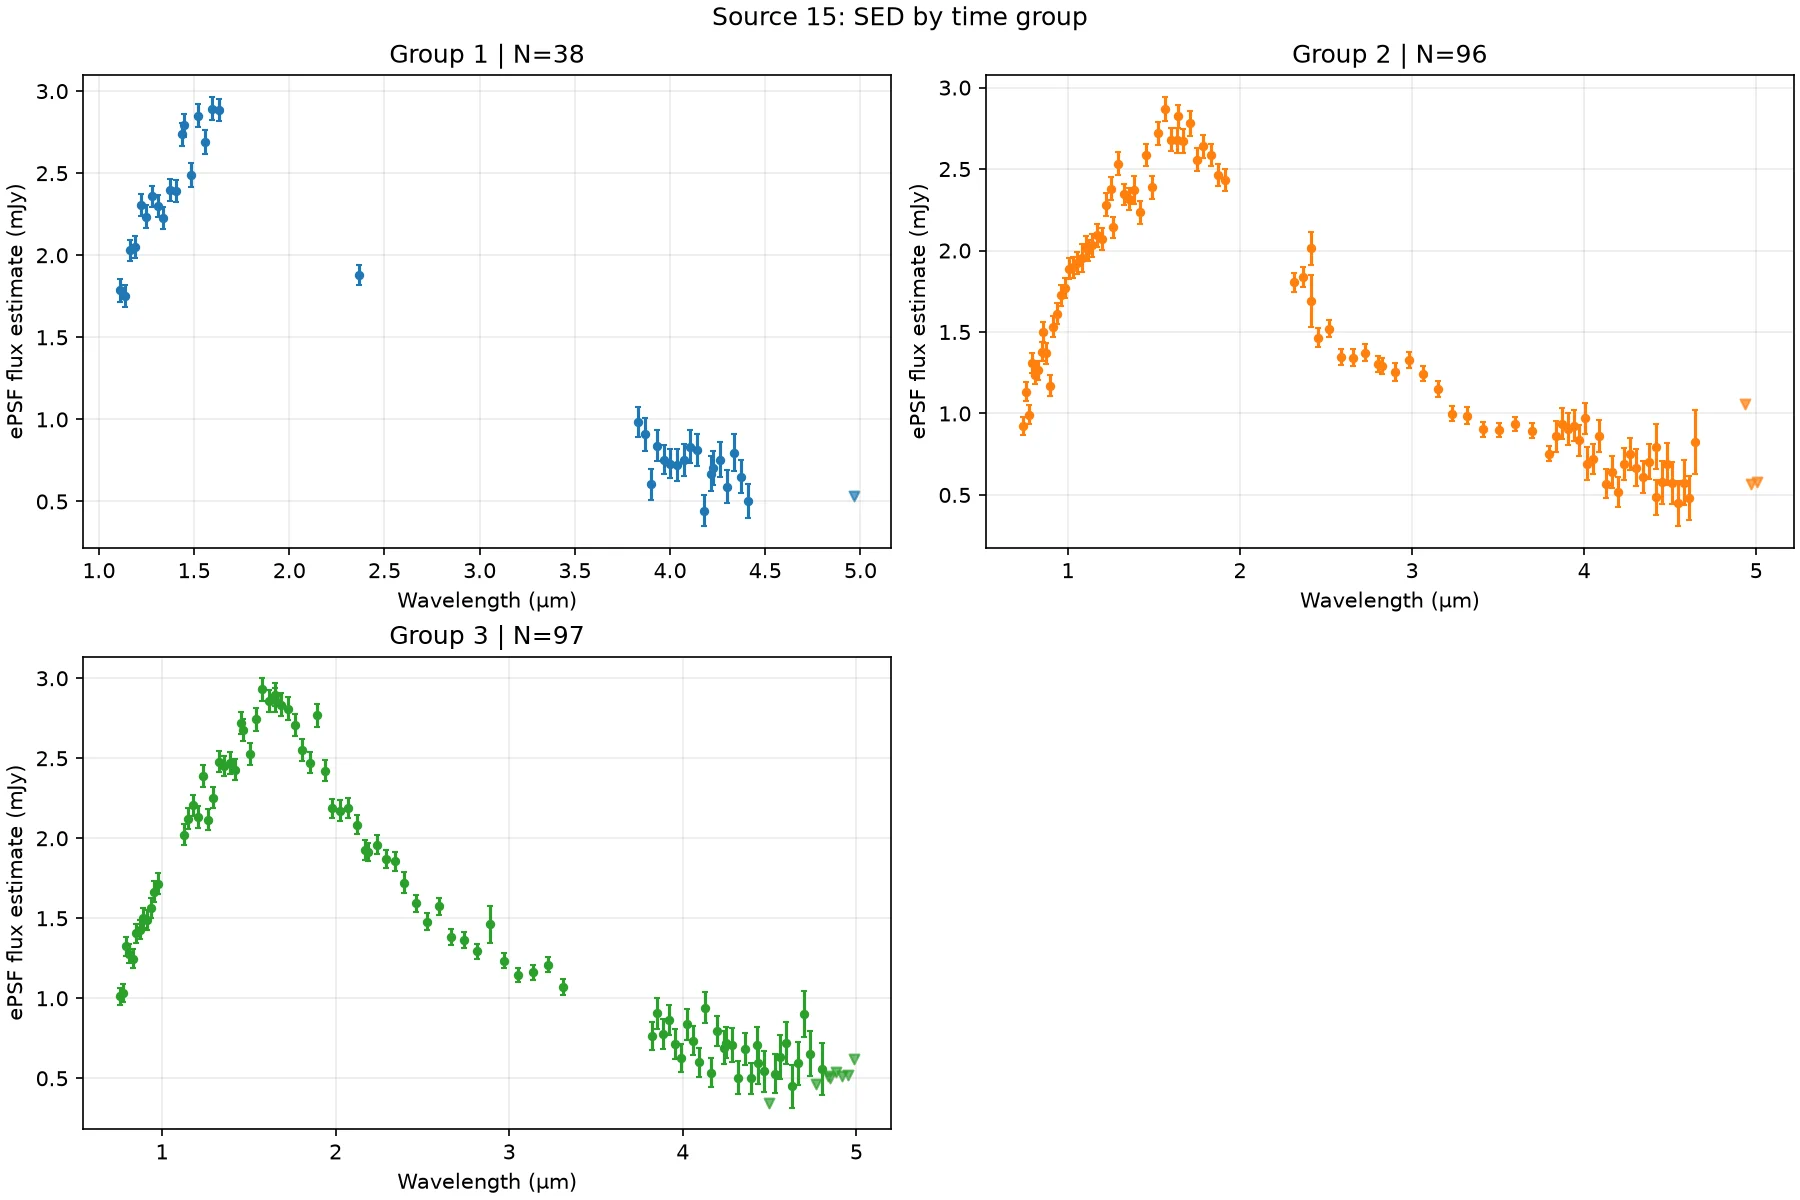 Source 15: SED by time group
Group 1 | N=38
ePSF flux estimate (mJy)
3.0
2.5
2.0
1.5
1.0
0.5
1.0 1.5 2.0 2.5 3.0 3.5 4.0 4.5 5.0
Wavelength (µm)
Group 2 | N=96
ePSF flux estimate (mJy)
3.0
2.5
2.0
1.5
1.0
0.5
1 2 3 4 5
Wavelength (µm)
Group 3 | N=97
ePSF flux estimate (mJy)
3.0
2.5
2.0
1.5
1.0
0.5
1 2 3 4 5
Wavelength (µm)